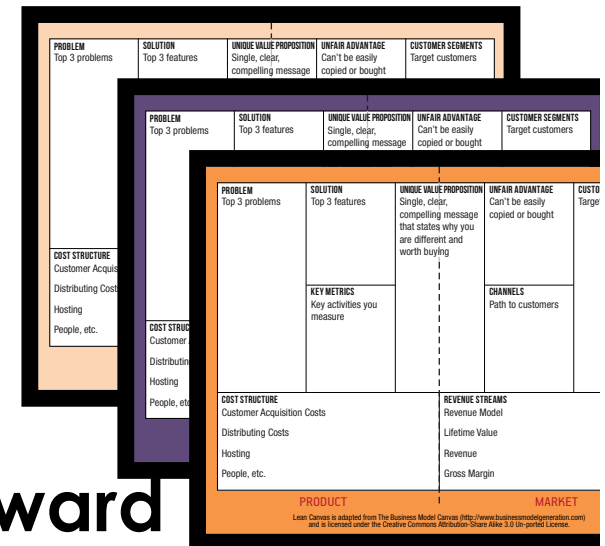 PROBLEM
Top 3 problems
SOLUTION
Top 3 features
UNIQUE VALUE PROPOSITION
Single, clear,
compelling message
UNFAIR ADVANTAGE
Can't be easily
copied or bought
CUSTOMER SEGMENTS
Target customers
COST STRUCTURE
Customer Acquis
Distributing Cost
Hosting
People, etc.
PROBLEM
Top 3 problems
SOLUTION
Top 3 features
UNIQUE VALUE PROPOSITION
Single, clear,
compelling message
UNFAIR ADVANTAGE
Can't be easily
copied or bought
CUSTOMER SEGMENTS
Target customers
COST STRUC
Customer
Distributin
Hosting
People, etc
PROBLEM
Top 3 problems
SOLUTION
Top 3 features
UNIQUE VALUE PROPOSITION
Single, clear,
compelling message
that states why you
are different and
worth buying
UNFAIR ADVANTAGE
Can't be easily
copied or bought
CUSTO
Targe
KEY METRICS
Key activities you
measure
CHANNELS
Path to customers
COST STRUCTURE
Customer Acquisition Costs
Distributing Costs
Hosting
People, etc.
REVENUE STREAMS
Revenue Model
Lifetime Value
Revenue
Gross Margin
PRODUCT
MARKET
Lean Canvas is adapted from The Business Model Canvas (http://www.businessmodelgeneration.com)
and is licensed under the Creative Commons Attribution-Share Alike 3.0 Un-ported License.
ward